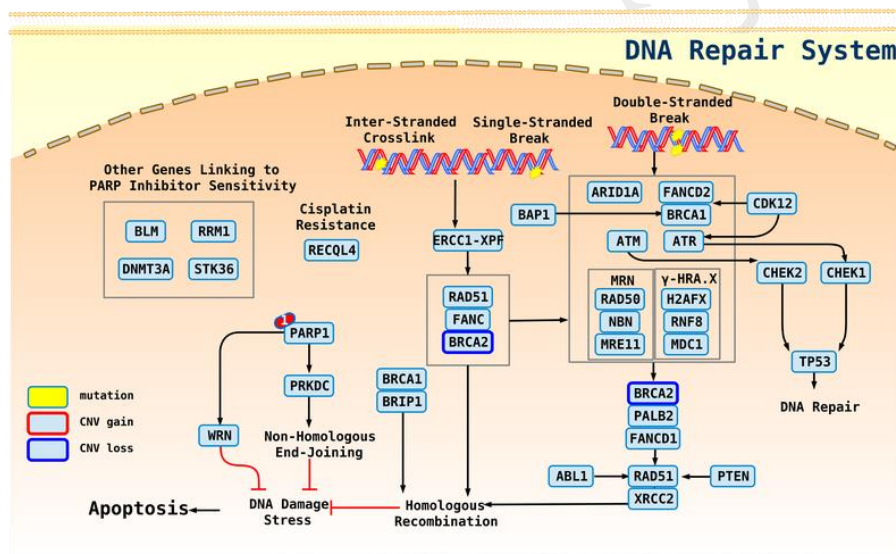 DNA Repair System
Double-Stranded
Break
Inter-Stranded
Crosslink
Single-Stranded
Break
Other Genes Linking to
PARP Inhibitor Sensitivity
BLM
RRM1
DNMT3A
STK36
Cisplatin
Resistance
RECQL4
ERCC1-XPF
BAP1
ARID1A
FANCD2
BRCA1
CDK12
ATM
ATR
CHEK2
CHEK1
RAD51
FANC
BRCA2
MRN
RAD50
NBN
MRE11
γ-HRA.X
H2AFX
RNF8
MDC1
TP53
DNA Repair
PARP1
PRKDC
BRCA1
BRIP1
WRN
Non-Homologous
End-Joining
BRCA2
PALB2
FANCD1
ABL1
RAD51
PTEN
XRCC2
mutation
CNV gain
CNV loss
Apoptosis
DNA Damage
Stress
Homologous
Recombination